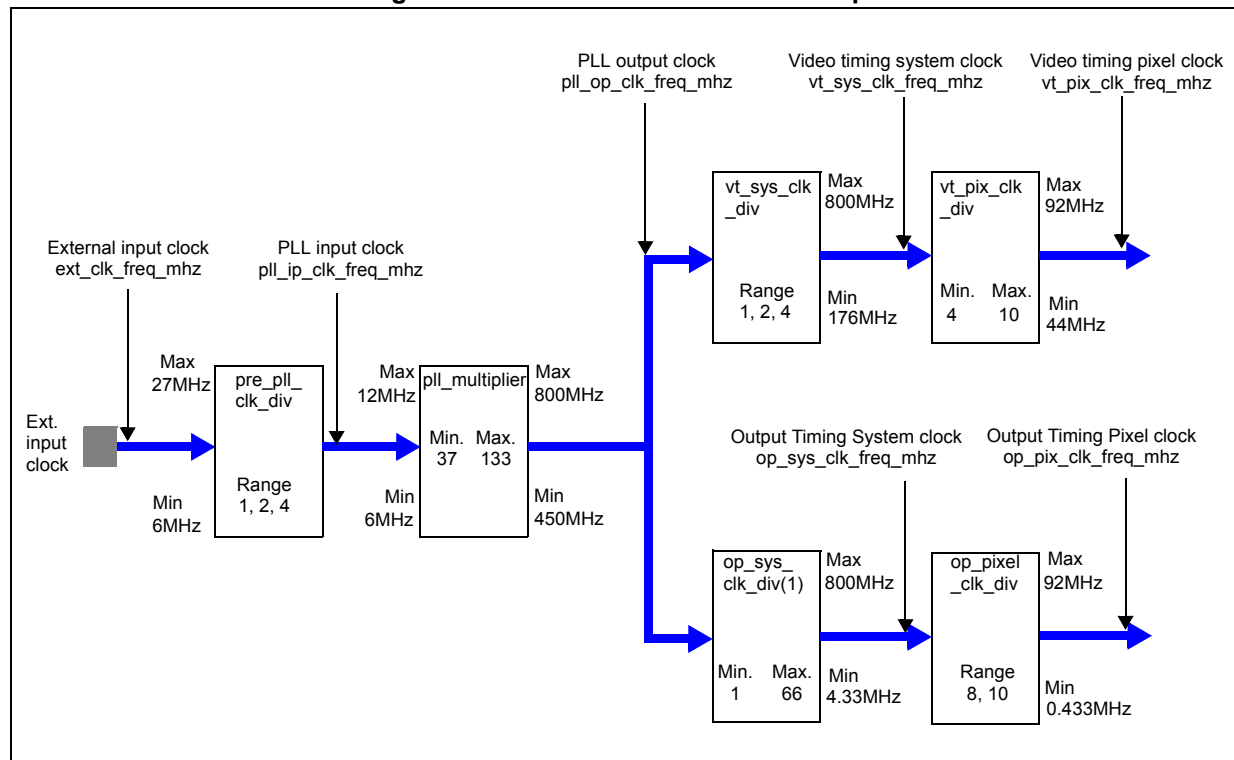 PLL output clock
pll_op_clk_freq_mhz
Video timing system clock
vt_sys_clk_freq_mhz
Video timing pixel clock
vt_pix_clk_freq_mhz
vt_sys_clk
_div
Range
1, 2, 4
Max
800MHz
Min
176MHz
vt_pix_clk
_div
Min. Max.
4 10
Max
92MHz
Min
44MHz
External input clock
ext_clk_freq_mhz
PLL input clock
pll_ip_clk_freq_mhz
Ext.
input
clock
Max
27MHz
Min
6MHz
pre_pll_
clk_div
Range
1, 2, 4
Max
12MHz
Min
6MHz
pll_multiplier
Min. Max.
37 133
Max
800MHz
Min
450MHz
Output Timing System clock
op_sys_clk_freq_mhz
Output Timing Pixel clock
op_pix_clk_freq_mhz
op_sys_
clk_div(1)
Min. Max.
1 66
Max
800MHz
Min
4.33MHz
op_pixel
_clk_div
Range
8, 10
Max
92MHz
Min
0.433MHz